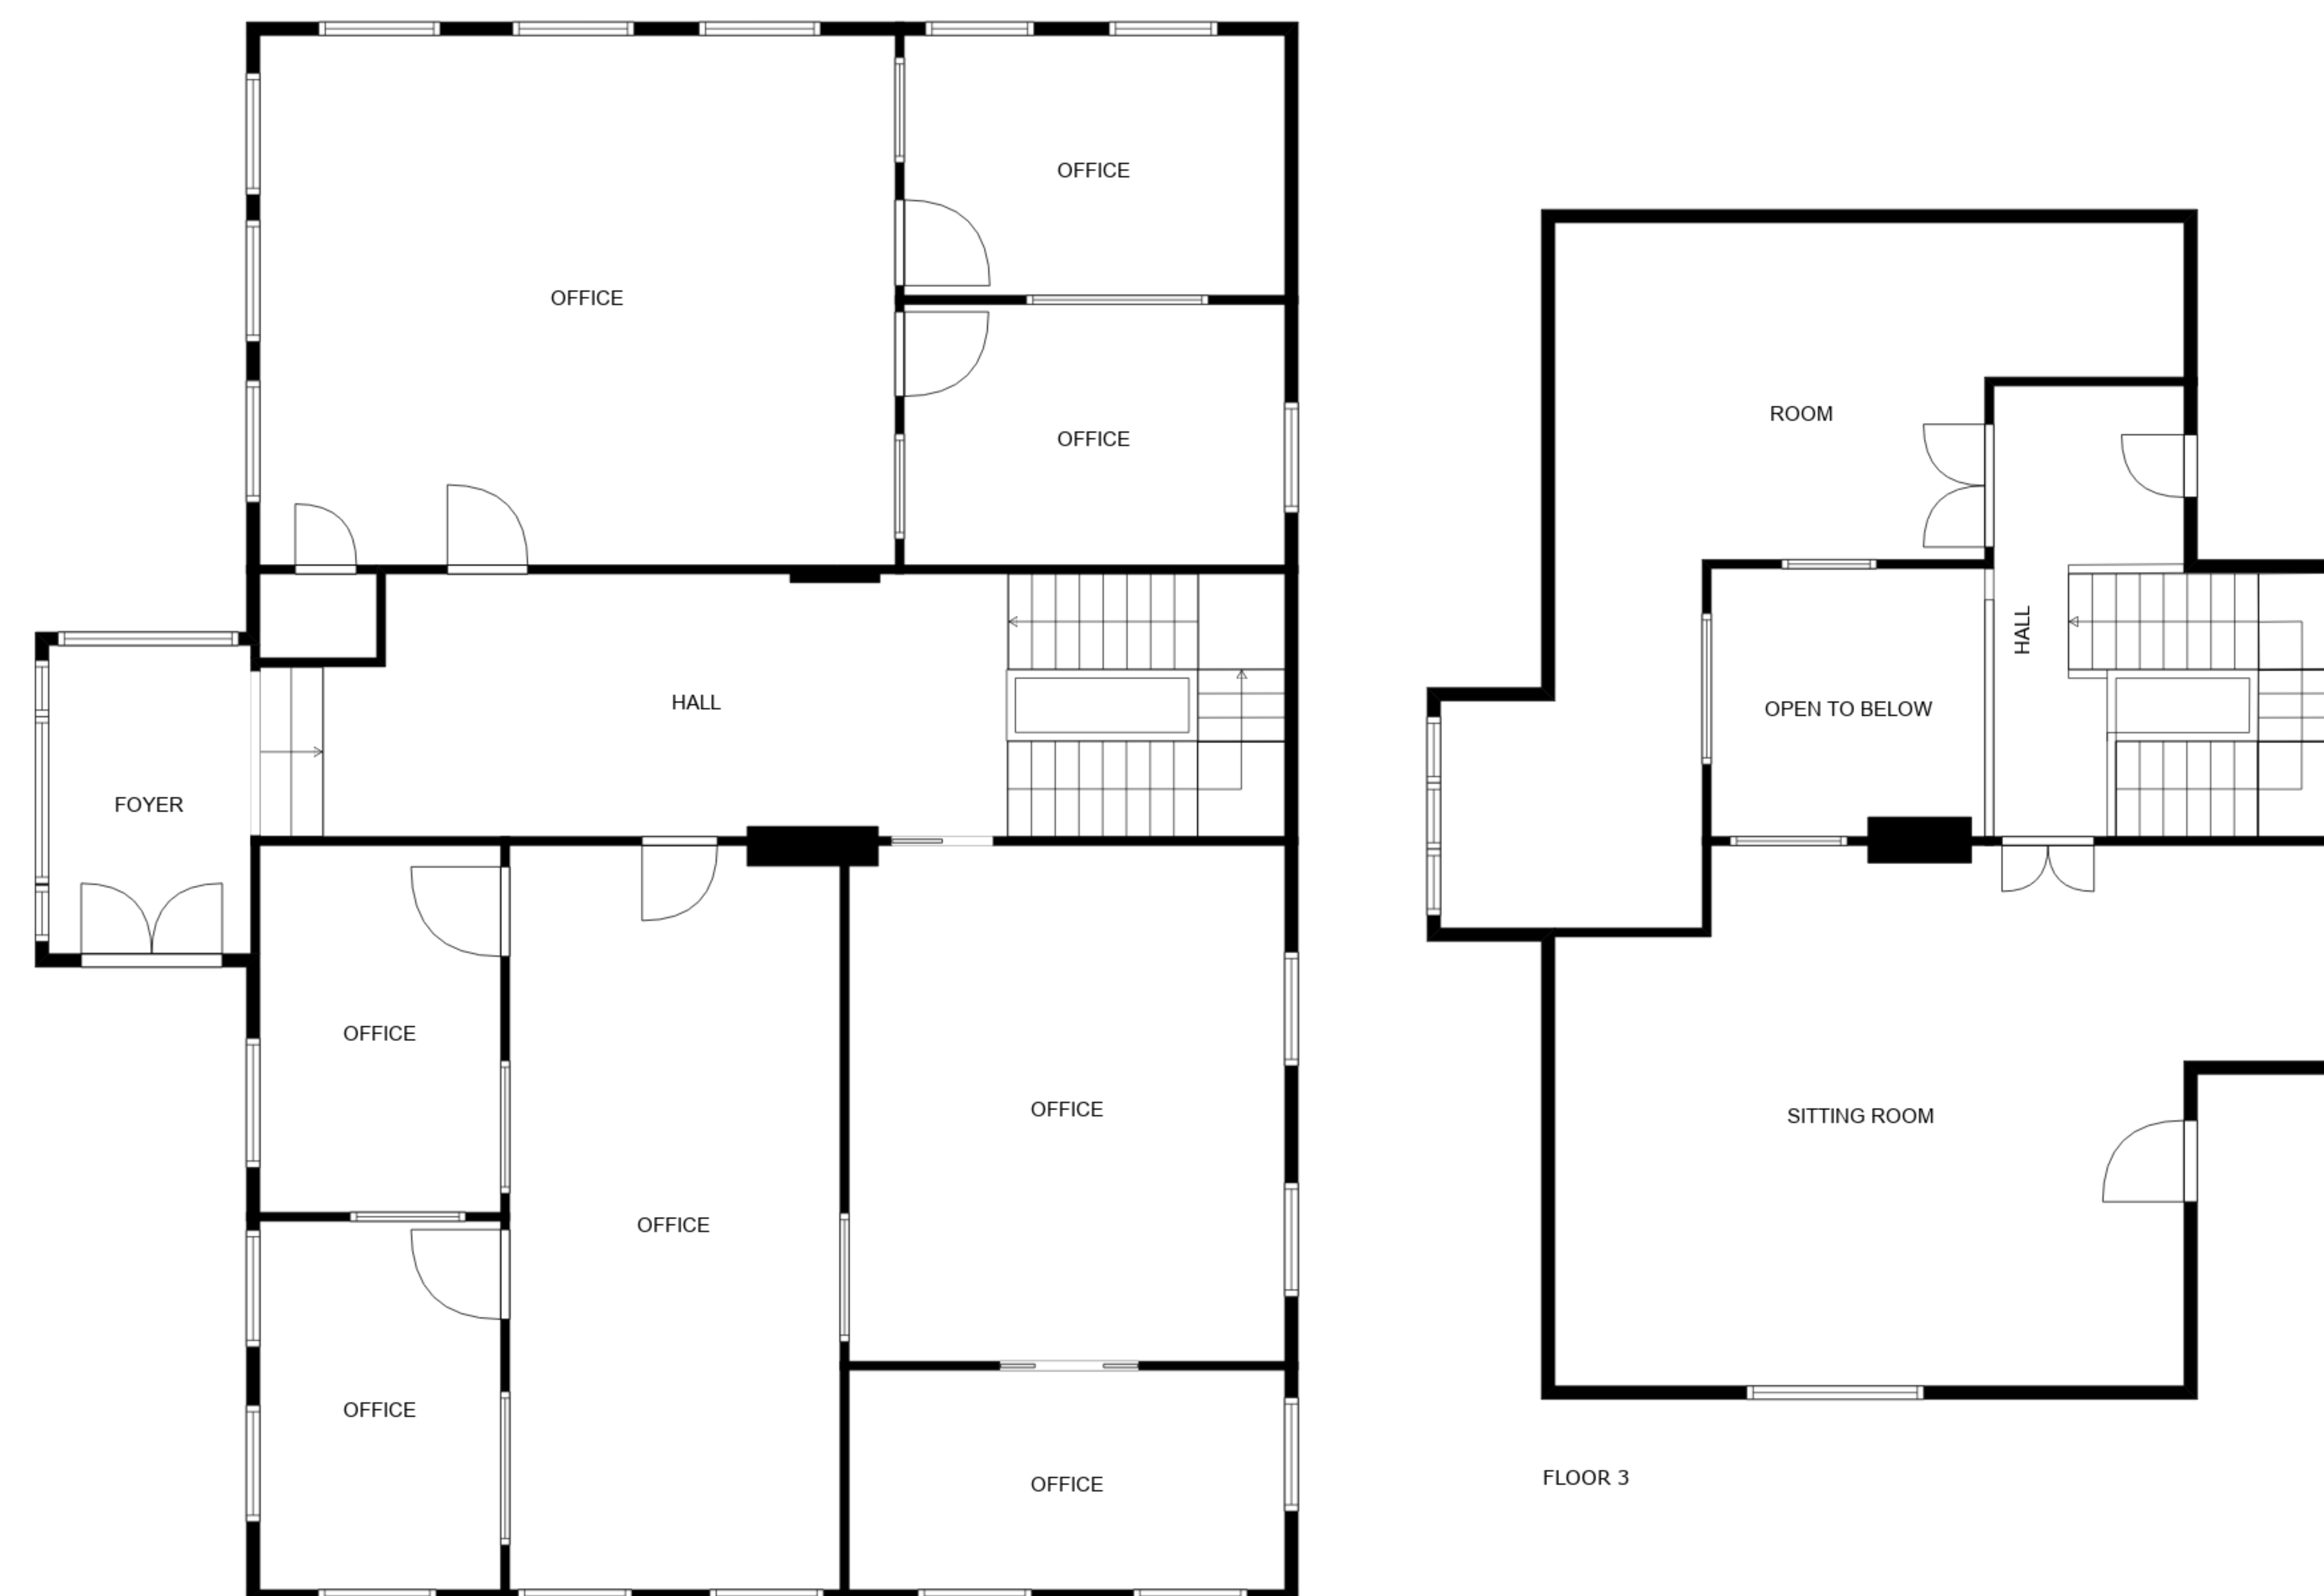 OFFICE
OFFICE
OFFICE
HALL
FOYER
OFFICE
OFFICE
OFFICE
OFFICE
OFFICE
ROOM
HALL
OPEN TO BELOW
SITTING ROOM
FLOOR 3